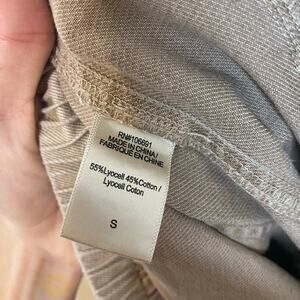 RN#106691
MADE IN CHINA/
FABRIQUE EN CHINE
55%Lyocell 45%Cotton /
Lyocell Coton
S